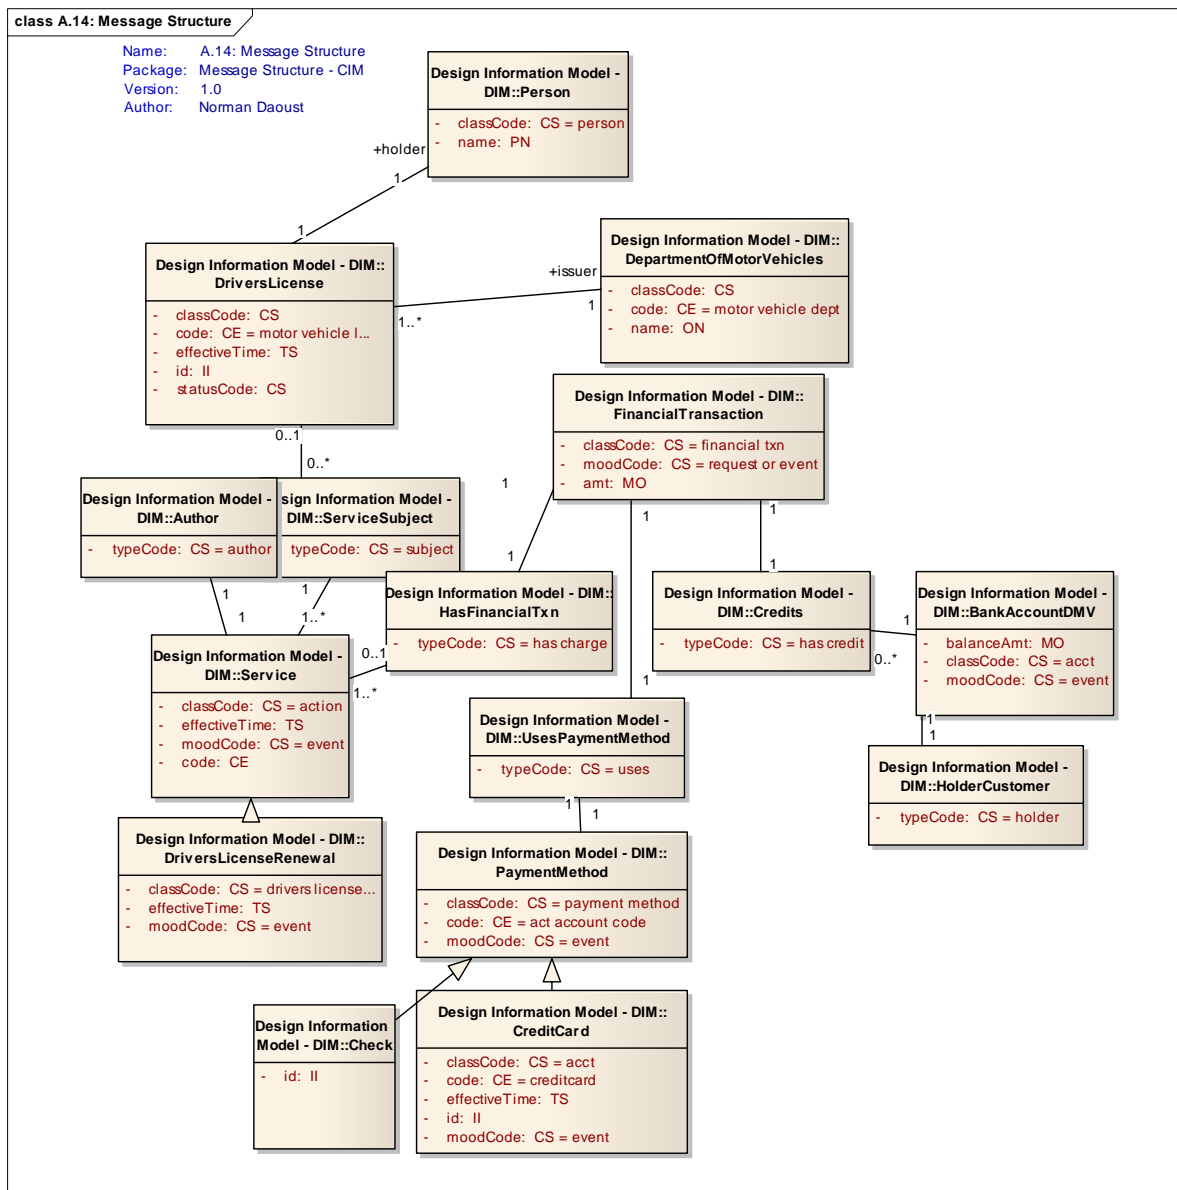 class A.14: Message Structure
Name: A.14: Message Structure
Package: Message Structure - CIM
Version: 1.0
Author: Norman Daoust
Design Information Model -
DIM::Person
- classCode: CS = person
- name: PN
+holder
1
1
Design Information Model - DIM::
DriversLicense
- classCode: CS
- code: CE = motor vehicle l...
- effectiveTime: TS
- id: II
- statusCode: CS
+issuer
1
1..*
Design Information Model - DIM::
DepartmentOfMotorVehicles
- classCode: CS
- code: CE = motor vehicle dept
- name: ON
Design Information Model - DIM::
FinancialTransaction
- classCode: CS = financial txn
- moodCode: CS = request or event
- amt: MO
0..1
0..*
Design Information Model -
DIM::Author
- typeCode: CS = author
sign Information Model -
DIM::ServiceSubject
typeCode: CS = subject
1
1
1
1..*
1
1
1
1
1
1
Design Information Model - DIM::
HasFinancialTxn
- typeCode: CS = has charge
0..1
1..*
Design Information Model -
DIM::Credits
- typeCode: CS = has credit
1
0..*
Design Information Model -
DIM::BankAccountDMV
- balanceAmt: MO
- classCode: CS = acct
- moodCode: CS = event
1
1
Design Information Model -
DIM::Service
- classCode: CS = action
- effectiveTime: TS
- moodCode: CS = event
- code: CE
Design Information Model -
DIM::UsesPaymentMethod
- typeCode: CS = uses
1
1
Design Information Model -
DIM::HolderCustomer
- typeCode: CS = holder
Design Information Model - DIM::
DriversLicenseRenewal
- classCode: CS = drivers license...
- effectiveTime: TS
- moodCode: CS = event
Design Information Model - DIM::
PaymentMethod
- classCode: CS = payment method
- code: CE = act account code
- moodCode: CS = event
Design Information
Model - DIM::Check
- id: II
Design Information Model - DIM::
CreditCard
- classCode: CS = acct
- code: CE = creditcard
- effectiveTime: TS
- id: II
- moodCode: CS = event